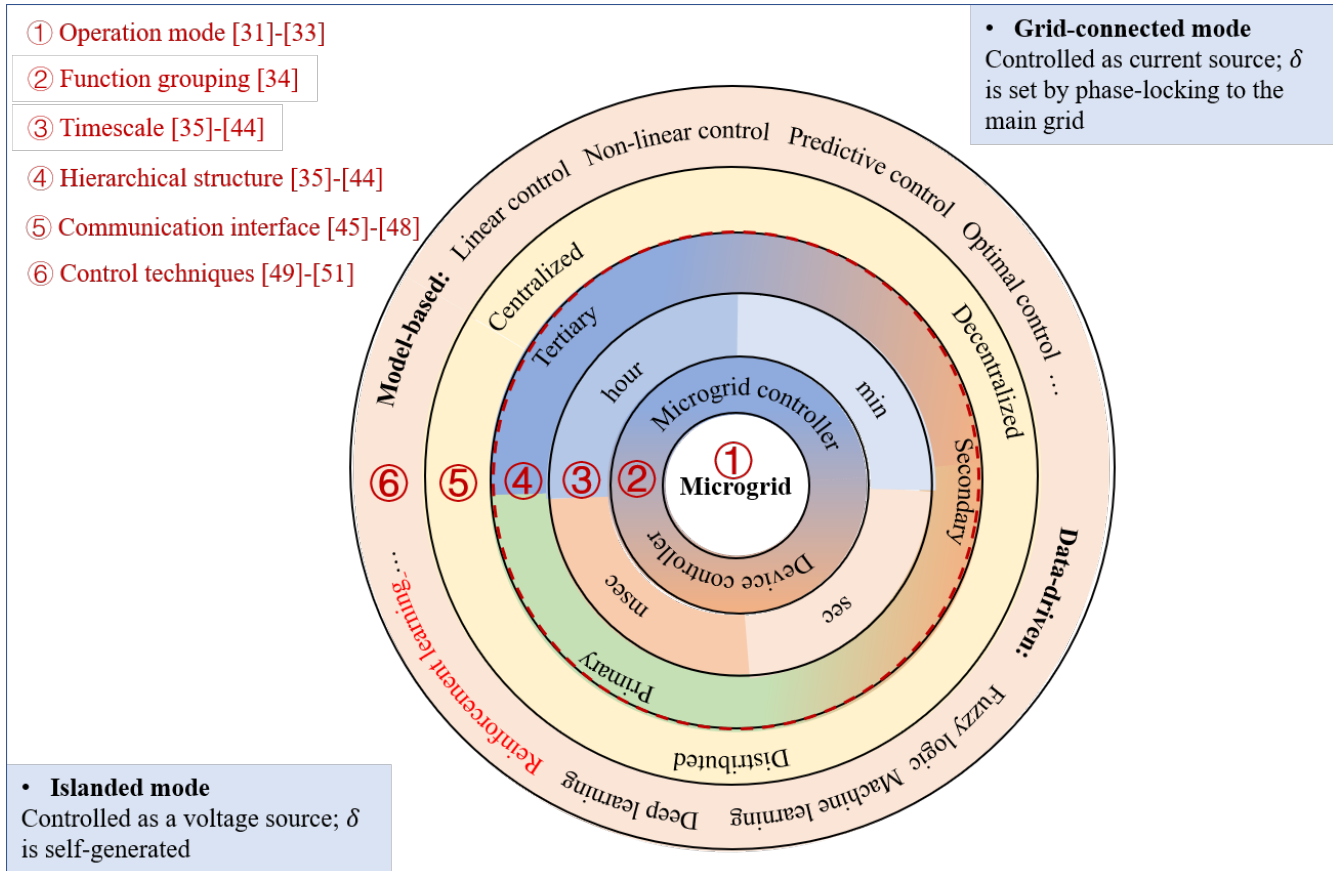 ① Operation mode [31]-[33]
② Function grouping [34]
③ Timescale [35]-[44]
④ Hierarchical structure [35]-[44]
⑤ Communication interface [45]-[48]
⑥ Control techniques [49]-[51]
• Grid-connected mode
Controlled as current source; δ
is set by phase-locking to the
main grid
Model-based:
Linear control
Non-linear control
Predictive control
Optimal control ...
Data-driven:
Fuzzy logic
Machine learning
Deep learning
Reinforcement learning ...
Centralized
Decentralized
Distributed
Tertiary
Secondary
Primary
hour
min
sec
msec
Microgrid controller
Device controller
⑥
⑤
④
③
②
①
Microgrid
• Islanded mode
Controlled as a voltage source; δ
is self-generated